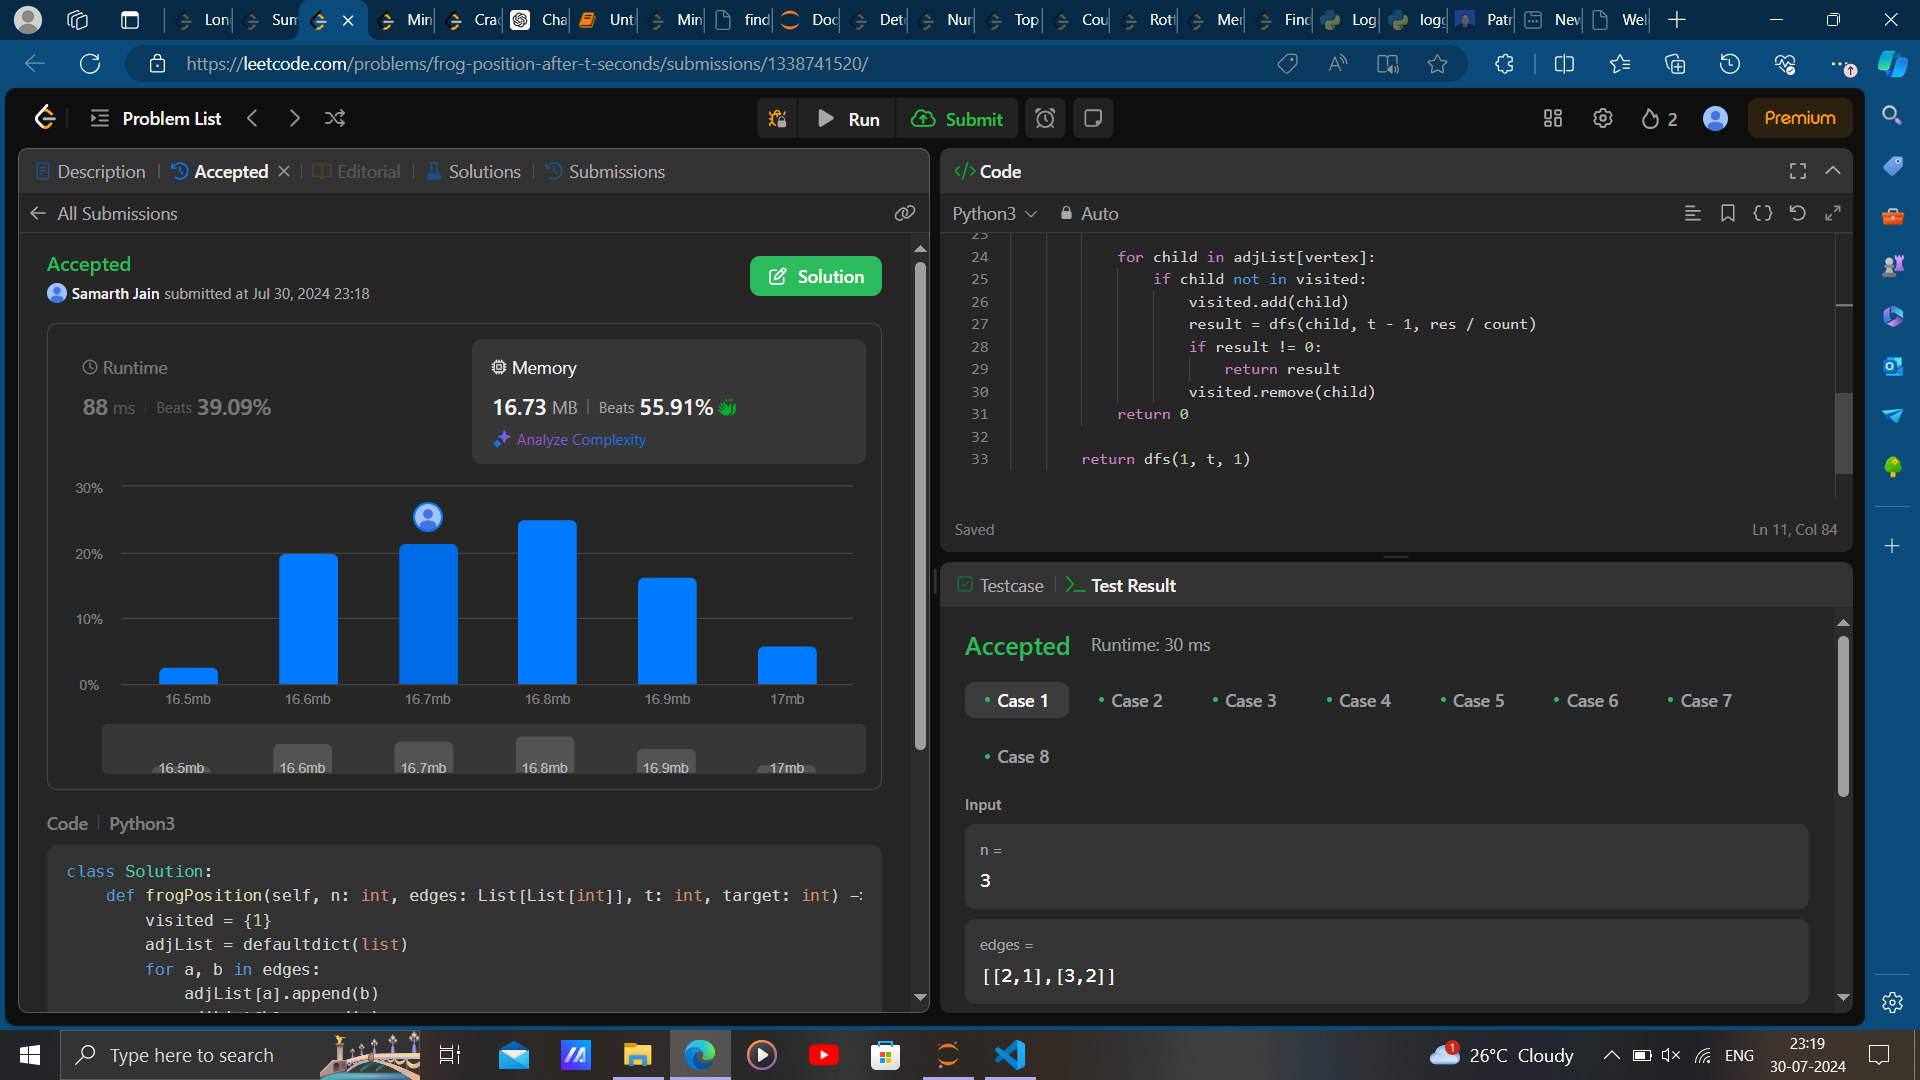 Lon
Sum
Min
Crac
Cha
Unt
Min
find
Doc
Dete
Nur
Top
Cou
Rott
Mer
Finc
Log
logg
Patr
New
Wel
https://leetcode.com/problems/frog-position-after-t-seconds/submissions/1338741520/
Problem List
Run
Submit
2
Premium
Description
Accepted
Editorial
Solutions
Submissions
All Submissions
Accepted
Samarth Jain submitted at Jul 30, 2024 23:18
Solution
Runtime
88 ms
Beats 39.09%
Memory
16.73 MB
Beats 55.91%
Analyze Complexity
30%
20%
10%
0%
16.5mb
16.6mb
16.7mb
16.8mb
16.9mb
17mb
16.5mb
16.6mb
16.7mb
16.8mb
16.9mb
17mb
Code
Python3
class Solution:
def frogPosition(self, n: int, edges: List[List[int]], t: int, target: int) ->
visited = {1}
adjList = defaultdict(list)
for a, b in edges:
adjList[a].append(b)
Code
Python3
Auto
23
24 for child in adjList[vertex]:
25 if child not in visited:
26 visited.add(child)
27 result = dfs(child, t - 1, res / count)
28 if result != 0:
29 return result
30 visited.remove(child)
31 return 0
32
33 return dfs(1, t, 1)
Saved
Ln 11, Col 84
Testcase
Test Result
Accepted
Runtime: 30 ms
Case 1
Case 2
Case 3
Case 4
Case 5
Case 6
Case 7
Case 8
Input
n =
3
edges =
[[2,1],[3,2]]
Type here to search
1
26°C Cloudy
ENG
23:19
30-07-2024